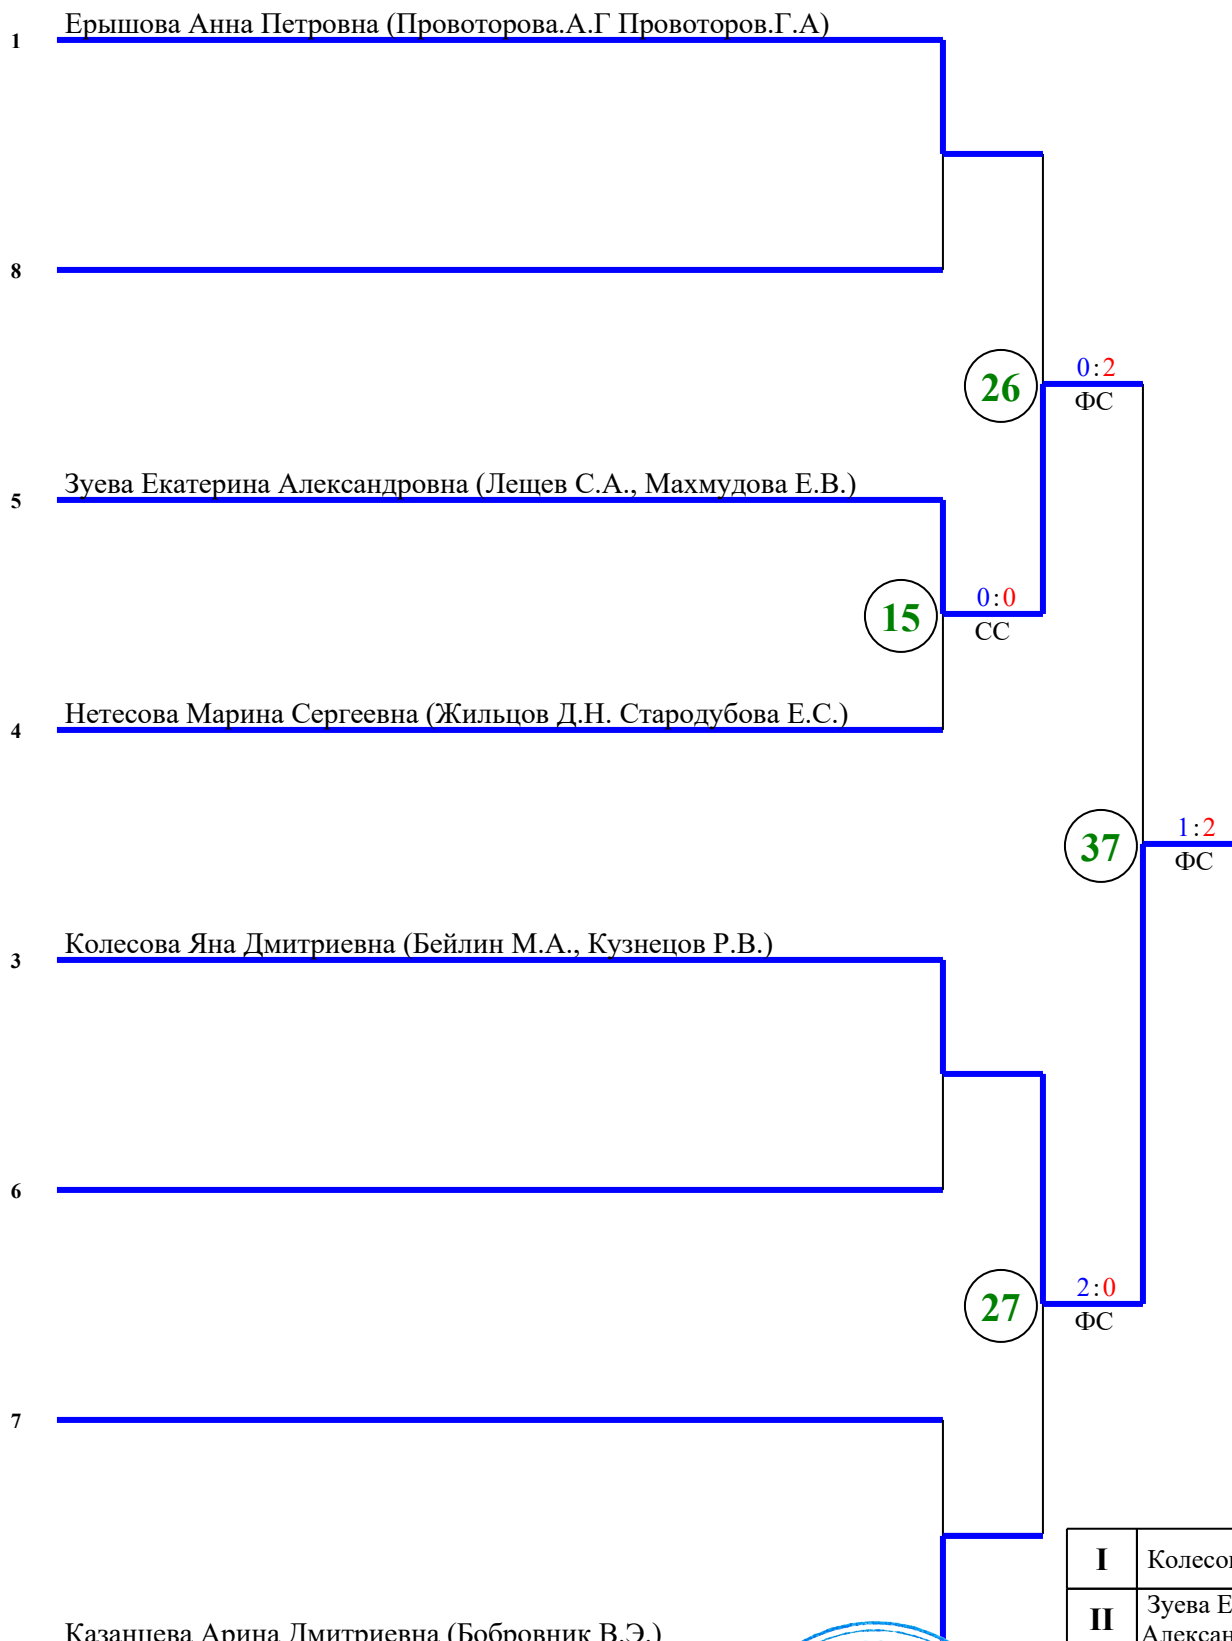 Ерышова Анна Петровна (Провоторова.А.Г Провоторов.Г.А)
1
8
0:2
26
ФС
Зуева Екатерина Александровна (Лещев С.А., Махмудова Е.В.)
5
0:0
15
СС
Нетесова Марина Сергеевна (Жильцов Д.Н. Стародубова Е.С.)
4
1:2
37
ФС
Колесова Яна Дмитриевна (Бейлин М.А., Кузнецов Р.В.)
3
6
2:0
27
ФС
7
I
Зуева Е
II
Казанцева Арина Дмитриевна (Бобровник В.Э.)